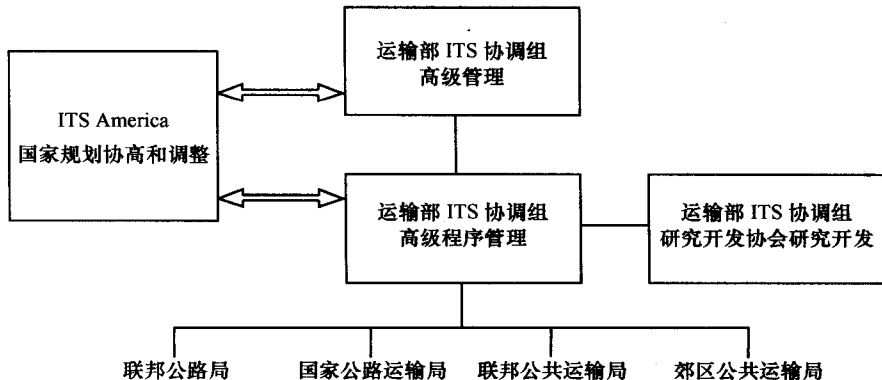 运输部 ITS 协调组
高级管理
ITS America
国家规划协高和调整
运输部 ITS 协调组
高级程序管理
运输部 ITS 协调组
研究开发协会研究开发
联邦公路局
国家公路运输局
联邦公共运输局
郊区公共运输局